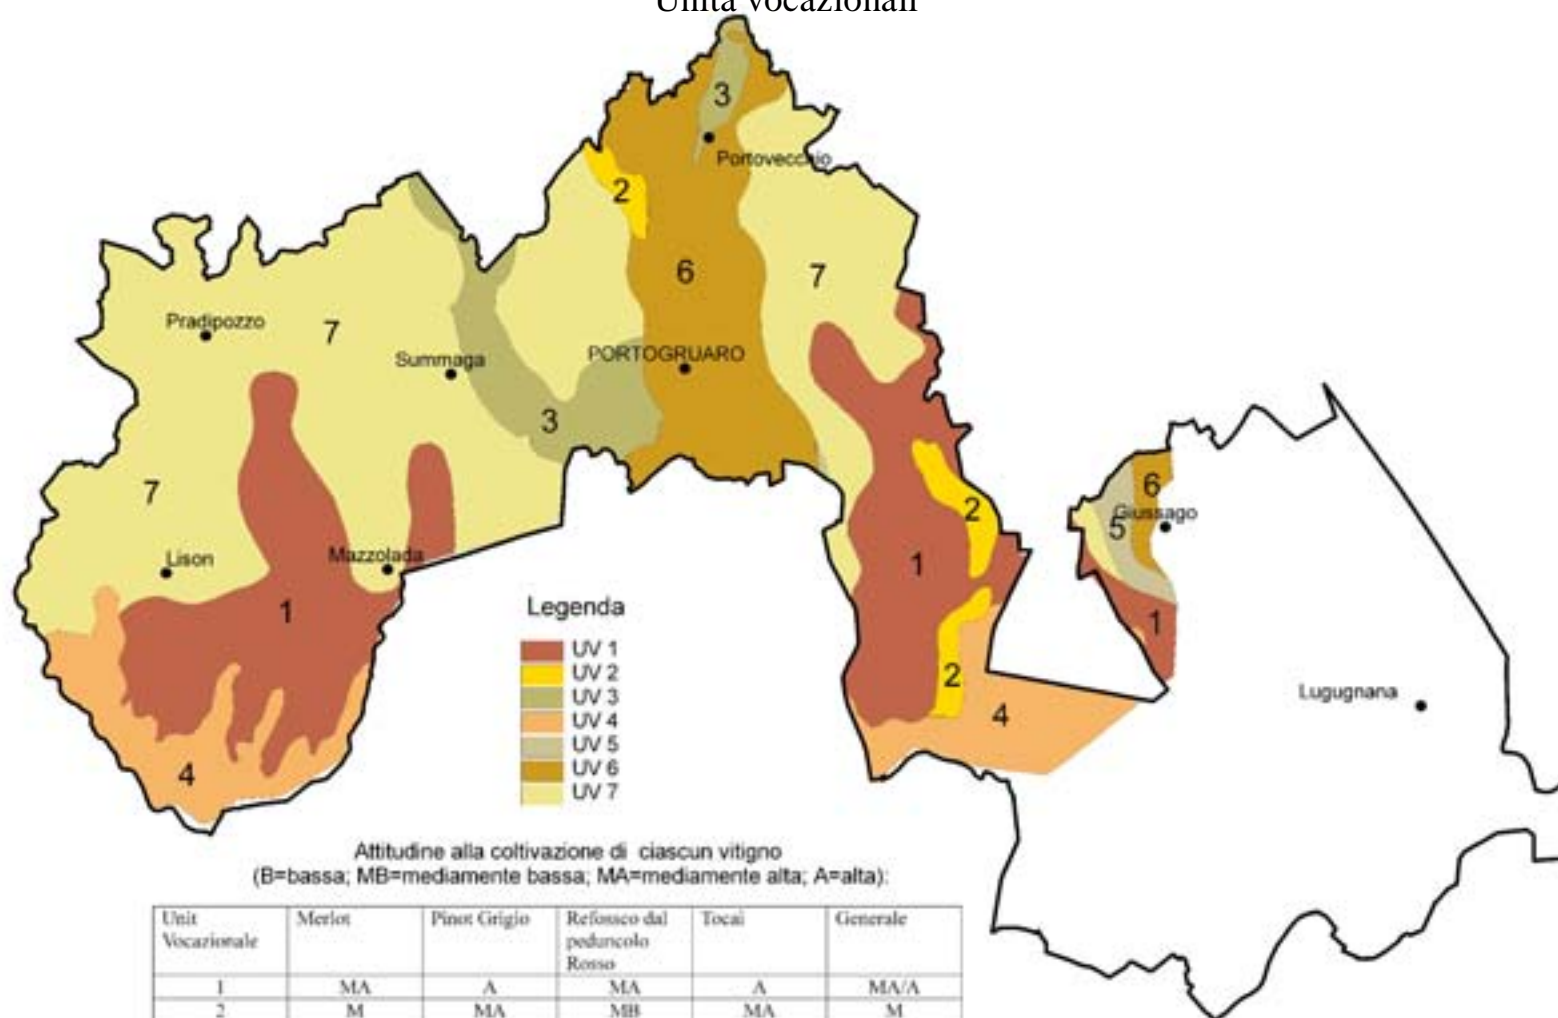 Unità vocazionali
3
Portovecchio
2
6
7
Pradipozzo
7
Summaga
PORTOGRUARO
3
7
6
Giussago
5
2
Lison
Mazzolada
1
1
1
2
4
4
Lugugnana
Legenda
UV 1
UV 2
UV 3
UV 4
UV 5
UV 6
UV 7
Attitudine alla coltivazione di ciascun vitigno
(B=bassa; MB=mediamente bassa; MA=mediamente alta; A=alta):
Unit Merlot Pinot Grigio Refossco dal Tocai Generale
Vocazionale peduncolo
Rosso
1 MA A MA A MA/A
2 M MA MB MA M